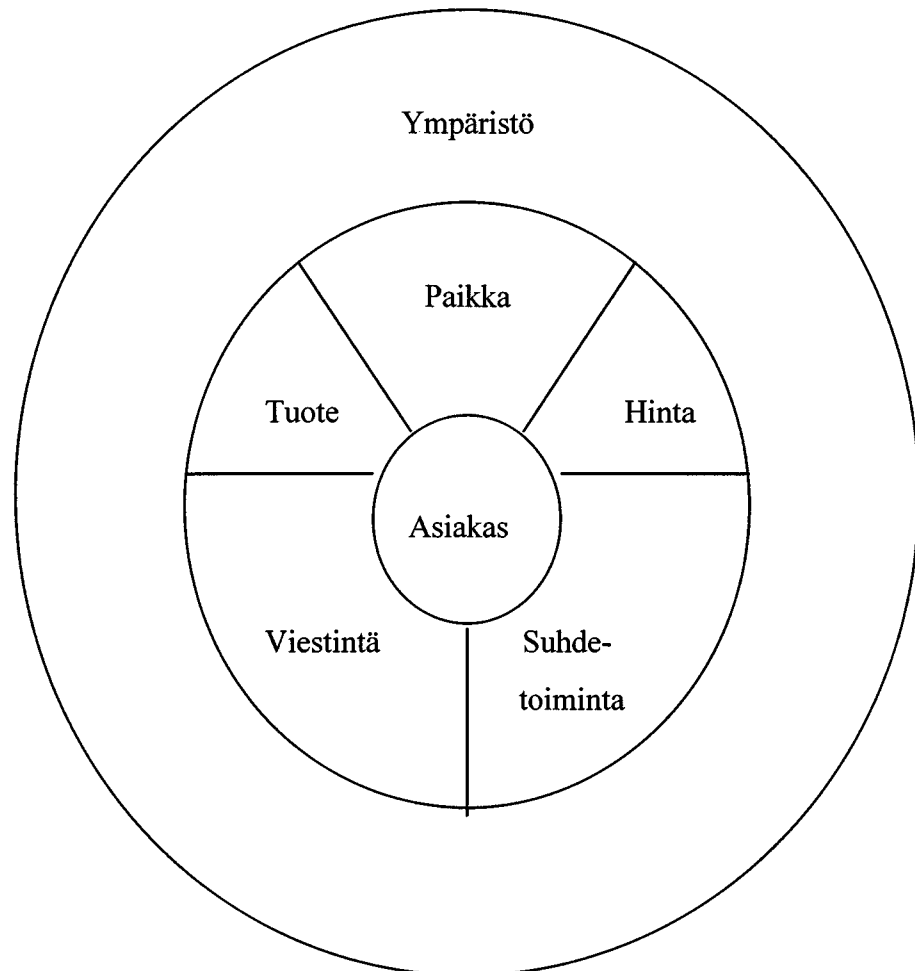 Ympäristö
Paikka
Tuote
Hinta
Asiakas
Viestintä
Suhde-
toiminta